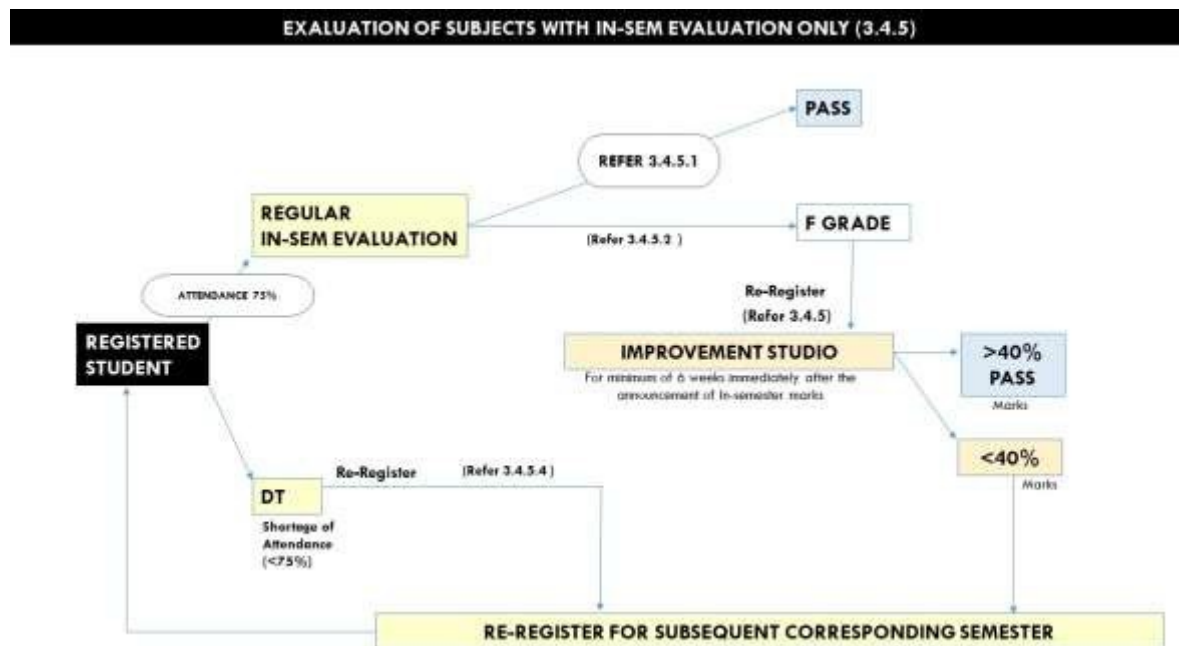 EXALUATION OF SUBJECTS WITH IN-SEM EVALUATION ONLY (3.4.5)
PASS
REFER 3.4.5.1
REGULAR
IN-SEM EVALUATION
(Refer 3.4.5.2 )
F GRADE
ATTENDANCE 75%
Re-Register
(Refer 3.4.5)
REGISTERED
STUDENT
IMPROVEMENT STUDIO
For minimum of 6 weeks immediately after the
announcement of In-semester marks
>40%
PASS
Marks
<40%
Marks
Re-Register
(Refer 3.4.5.4 )
DT
Shortage of
Attendance
(<75%)
RE-REGISTER FOR SUBSEQUENT CORRESPONDING SEMESTER